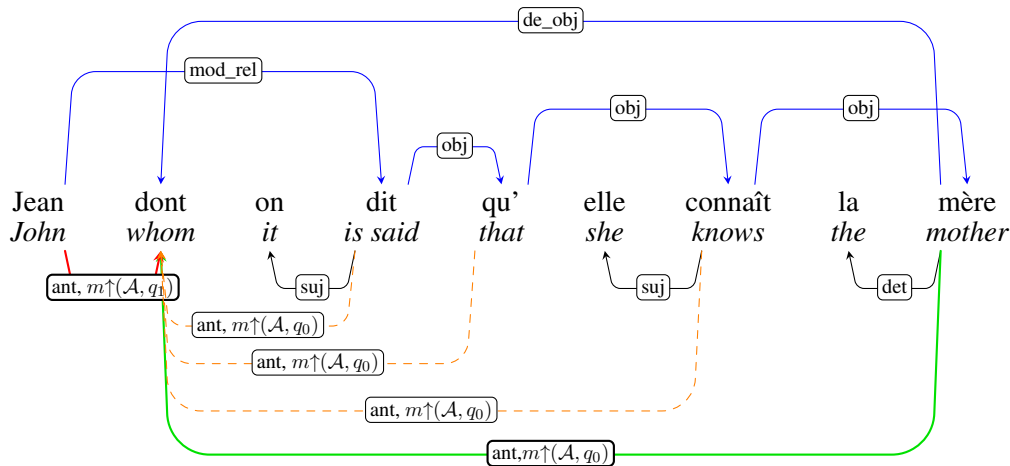 de_obj
mod_rel
obj
obj
obj
Jean dont on dit qu' elle connaît la mère
John whom it is said that she knows the mother
ant, m↑(𝒜, q₁) suj suj det
ant, m↑(𝒜, q₀)
ant, m↑(𝒜, q₀)
ant, m↑(𝒜, q₀)
ant,m↑(𝒜, q₀)